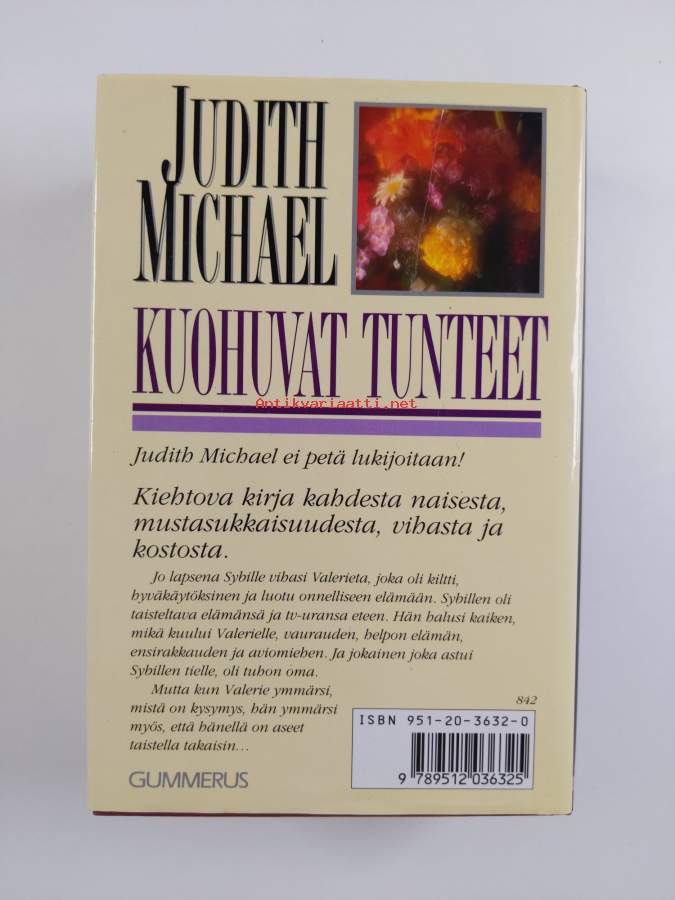 JUDITH
MICHAEL
KUOHUVAT TUNTEET
Antikvariaatti.net
Judith Michael ei petä lukijoitaan!
Kiehtova kirja kahdesta naisesta,
mustasukkaisuudesta, vihasta ja
kostosta.
Jo lapsena Sybille vihasi Valerieta, joka oli kiltti,
hyväkäytöksinen ja luotu onnelliseen elämään. Sybillen oli
taisteltava elämänsä ja tv-uransa eteen. Hän halusi kaiken,
mikä kuului Valerielle, vaurauden, helpon elämän,
ensirakkauden ja aviomiehen. Ja jokainen joka astui
Sybillen tielle, oli tuhon oma.
Mutta kun Valerie ymmärsi,
mistä on kysymys, hän ymmärsi
myös, että hänellä on aseet
taistella takaisin...
842
ISBN 951-20-3632-0
9 789512 036325
GUMMERUS